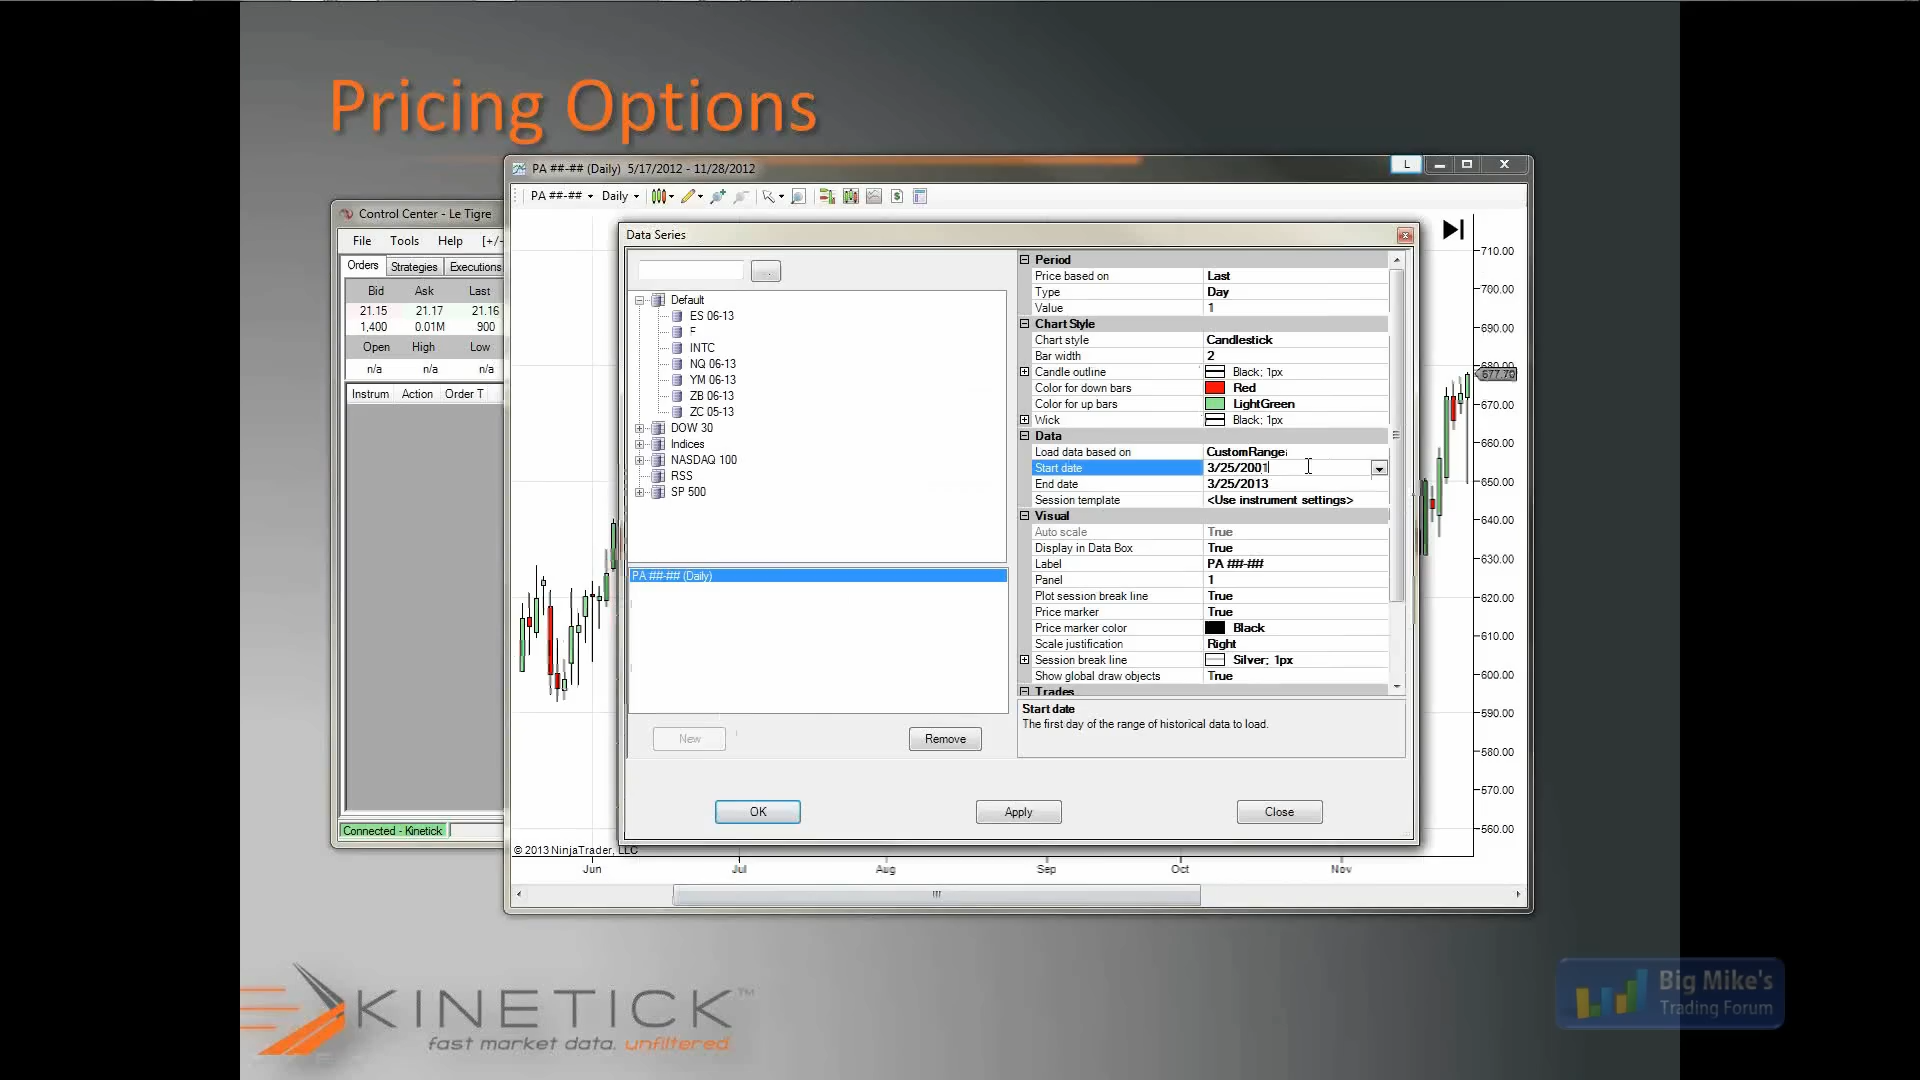 Pricing Options
PA ##-## (Daily) 5/17/2012 - 11/28/2012
L
PA ##-## Daily
Control Center - Le Tigre
File Tools Help [+/-
Orders Strategies Executions
Bid Ask Last
21.15 21.17 21.16
1,400 0.01M 900
Open High Low
n/a n/a n/a
Instrum Action Order T
Connected - Kinetick
Data Series
...
Default
ES 06-13
F
INTC
NQ 06-13
YM 06-13
ZB 06-13
ZC 05-13
DOW 30
Indices
NASDAQ 100
RSS
SP 500
PA ##-## (Daily)
New Remove
Period
Price based on Last
Type Day
Value 1
Chart Style
Chart style Candlestick
Bar width 2
Candle outline Black; 1px
Color for down bars Red
Color for up bars LightGreen
Wick Black; 1px
Data
Load data based on CustomRange
Start date 3/25/2001
End date 3/25/2013
Session template <Use instrument settings>
Visual
Auto scale True
Display in Data Box True
Label PA ##-##
Panel 1
Plot session break line True
Price marker True
Price marker color Black
Scale justification Right
Session break line Silver; 1px
Show global draw objects True
Trades
Start date
The first day of the range of historical data to load.
OK Apply Close
710.00
700.00
690.00
680.00
677.70
670.00
660.00
650.00
640.00
630.00
620.00
610.00
600.00
590.00
580.00
570.00
560.00
© 2013 NinjaTrader, LLC
Jun Jul Aug Sep Oct Nov
KINETICK™
fast market data. unfiltered.
Big Mike's
Trading Forum